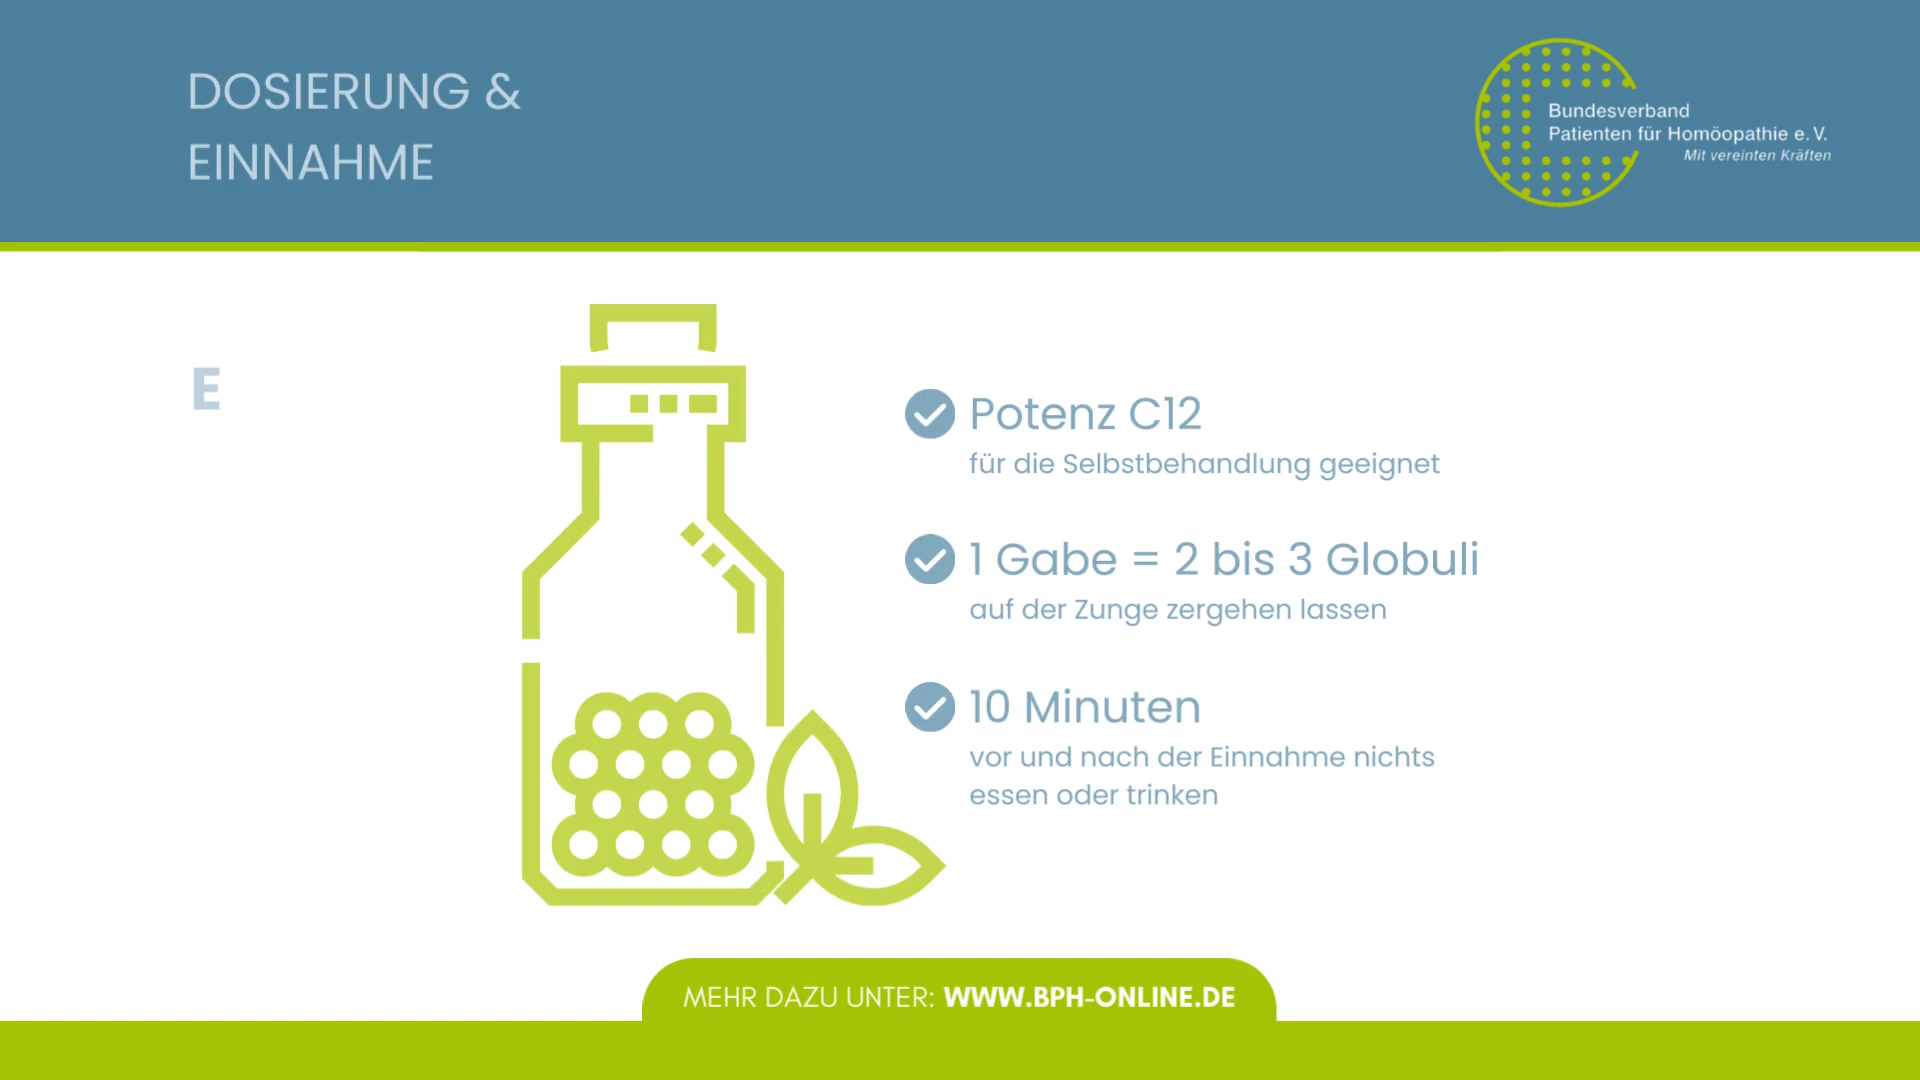 DOSIERUNG &
EINNAHME
Bundesverband
Patienten für Homöopathie e.V.
Mit vereinten Kräften
E
Potenz C12
für die Selbstbehandlung geeignet
1 Gabe = 2 bis 3 Globuli
auf der Zunge zergehen lassen
10 Minuten
vor und nach der Einnahme nichts
essen oder trinken
MEHR DAZU UNTER: WWW.BPH-ONLINE.DE